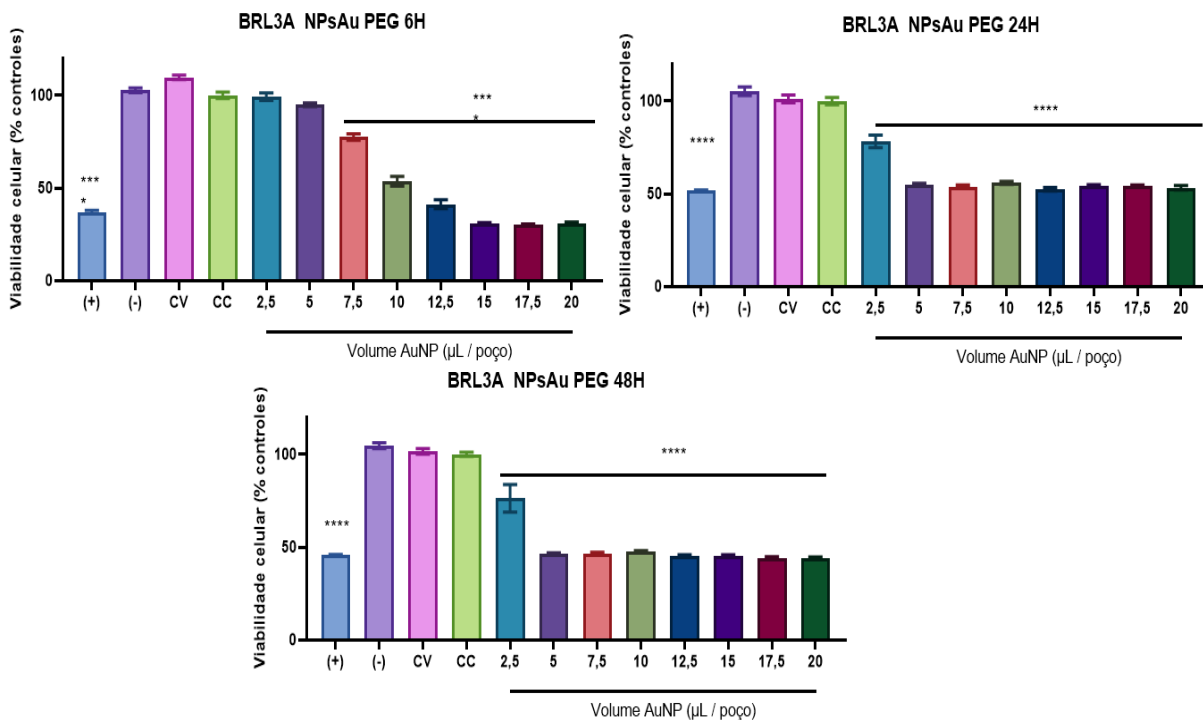 BRL3A NPsAu PEG 6H
Viabilidade celular (% controles)
100
50
0
***
*
***
*
(+) (-) CV CC 2,5 5 7,5 10 12,5 15 17,5 20
Volume AuNP (µL / poço)
BRL3A NPsAu PEG 24H
Viabilidade celular (% controles)
100
50
0
****
****
(+) (-) CV CC 2,5 5 7,5 10 12,5 15 17,5 20
Volume AuNP (µL / poço)
BRL3A NPsAu PEG 48H
Viabilidade celular (% controles)
100
50
0
****
****
(+) (-) CV CC 2,5 5 7,5 10 12,5 15 17,5 20
Volume AuNP (µL / poço)